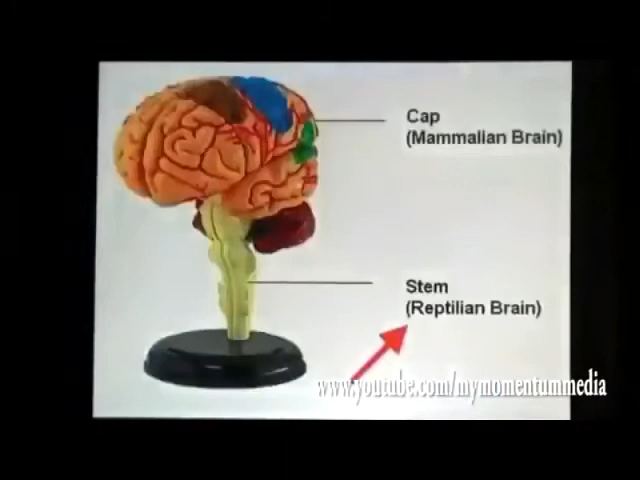 Cap
(Mammalian Brain)
Stem
(Reptilian Brain)
www.youtube.com/mymomentummedia